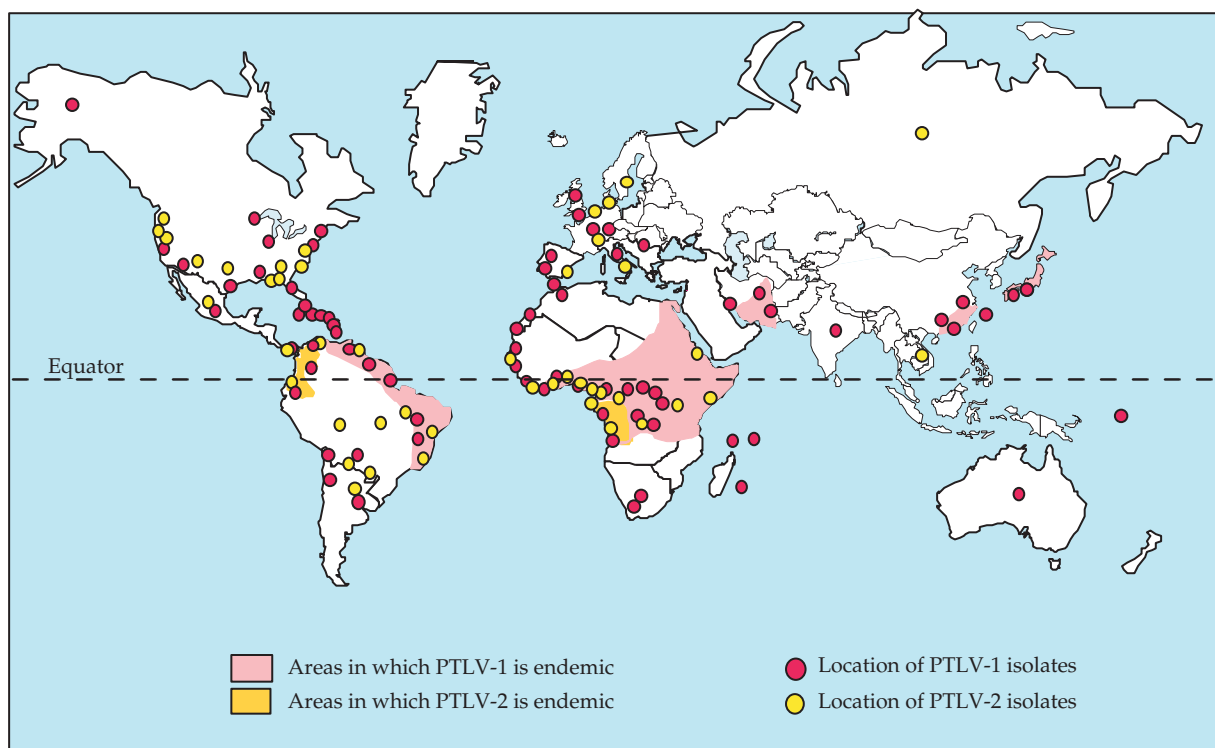 Equator
Areas in which PTLV-1 is endemic
Areas in which PTLV-2 is endemic
Location of PTLV-1 isolates
Location of PTLV-2 isolates